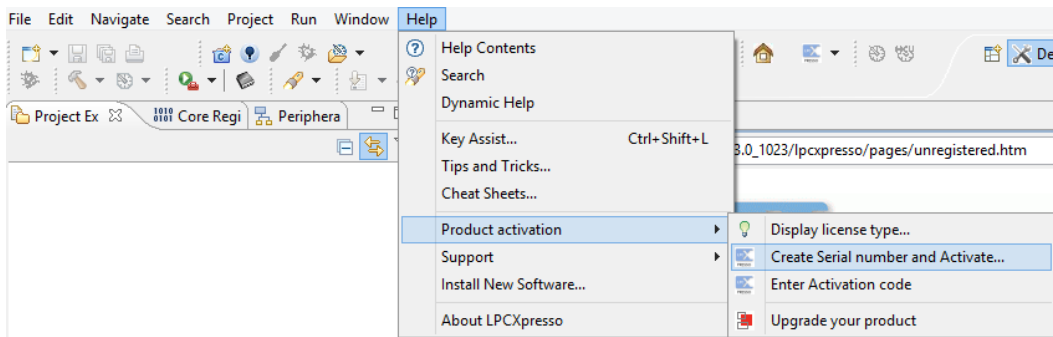 File Edit Navigate Search Project Run Window Help
Help Contents
Search
Dynamic Help
Key Assist... Ctrl+Shift+L
Tips and Tricks...
Cheat Sheets...
Product activation
Support
Install New Software...
About LPCXpresso
Display license type...
Create Serial number and Activate...
Enter Activation code
Upgrade your product
Project Ex
1010 Core Regi
Periphera
De
3.0_1023/lpcxpresso/pages/unregistered.htm